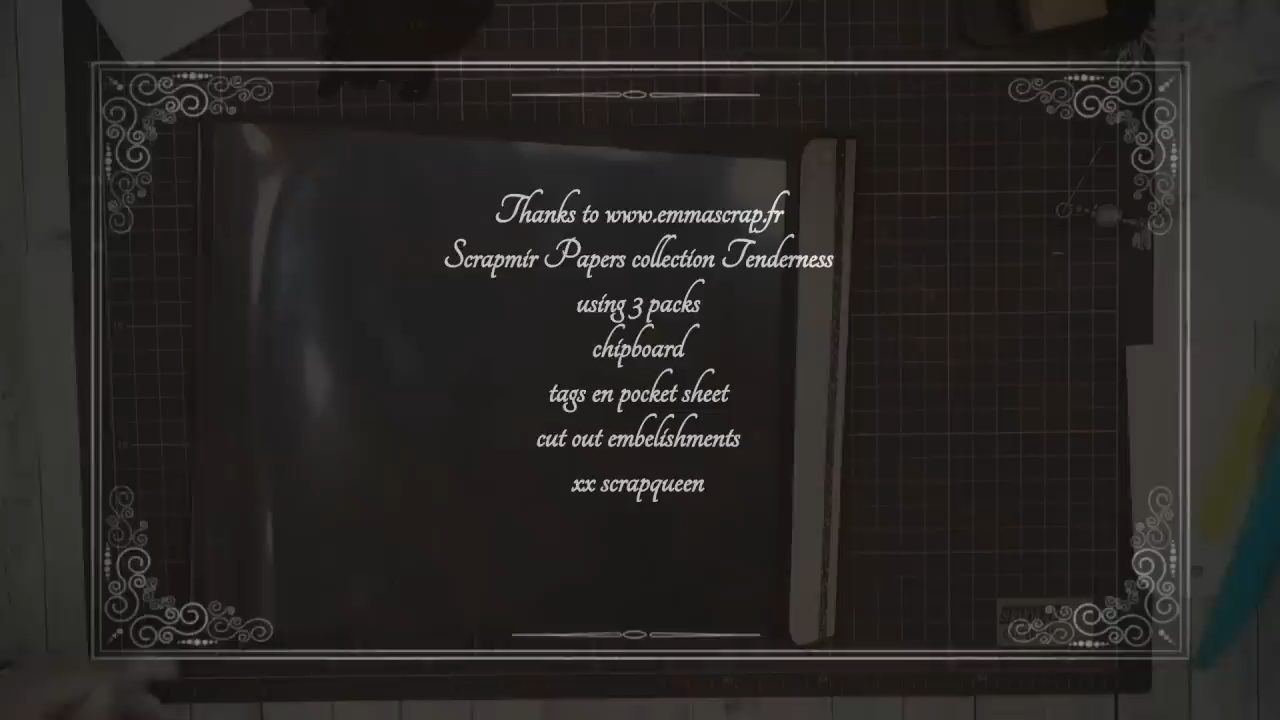 Thanks to www.emmascrap.fr
Scrapmir Papers collection Tenderness
using 3 packs
chipboard
tags en pocket sheet
cut out embelishments
xx scrapqueen